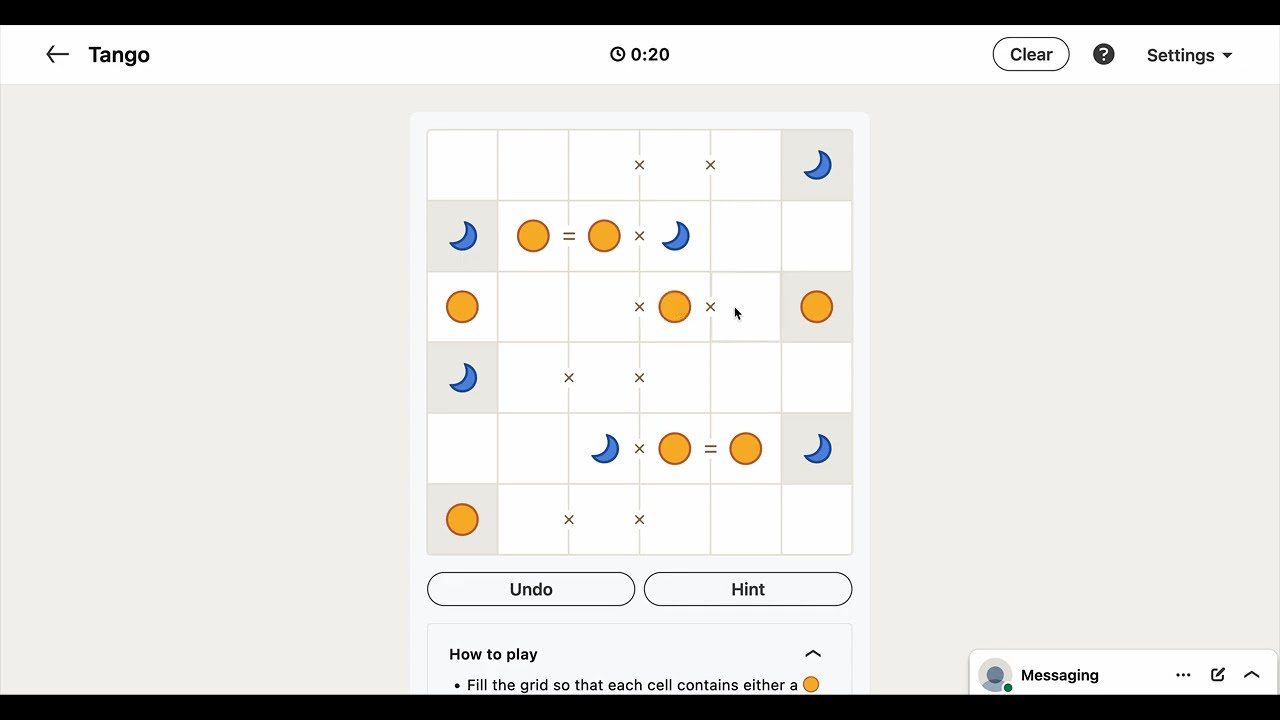 Tango
0:20
Clear
?
Settings
× ×
= ×
× ×
× ×
× =
× ×
Undo
Hint
How to play
• Fill the grid so that each cell contains either a
Messaging